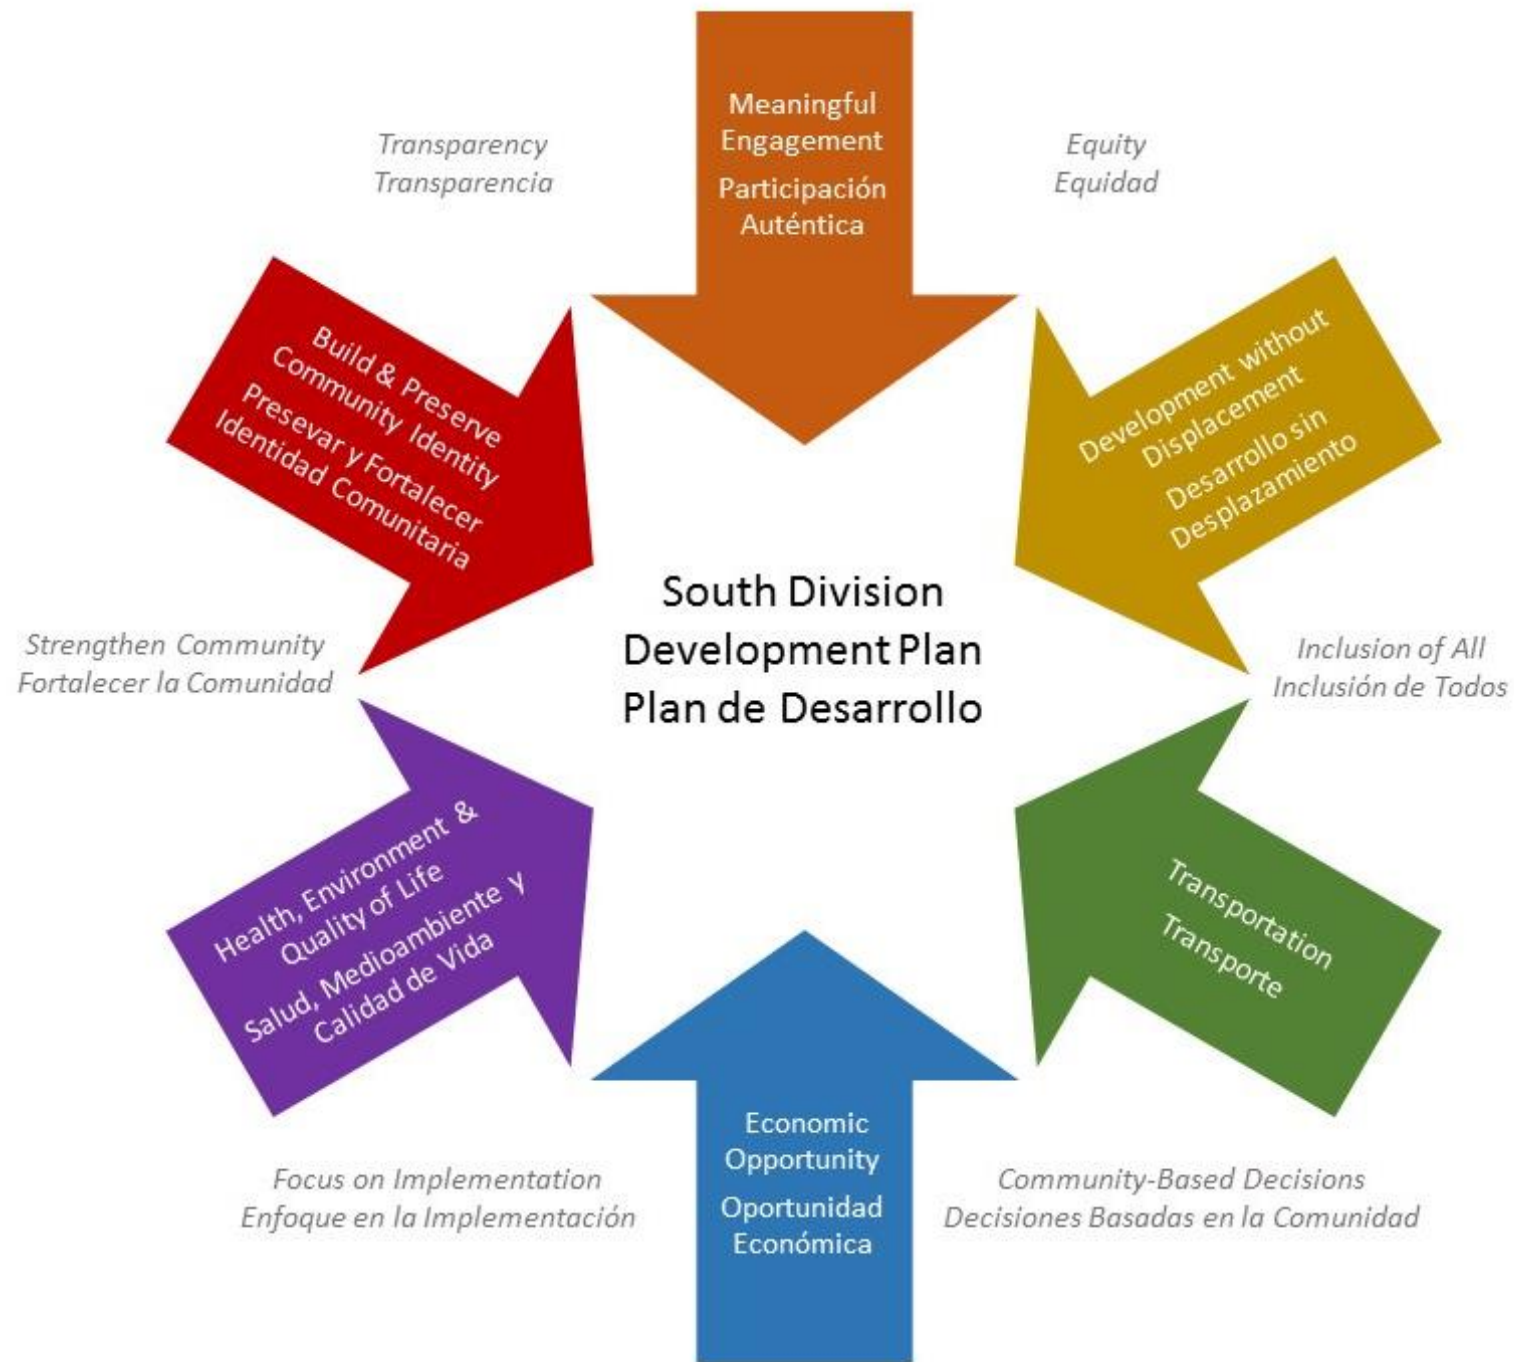 Meaningful
Engagement
Participación
Auténtica
Transparency
Transparencia
Equity
Equidad
Build & Preserve
Community Identity
Presevar y Fortalecer
Identidad Comunitaria
Development without
Displacement
Desarrollo sin
Desplazamiento
South Division
Development Plan
Plan de Desarrollo
Strengthen Community
Fortalecer la Comunidad
Inclusion of All
Inclusión de Todos
Health, Environment &
Quality of Life
Salud, Medioambiente y
Calidad de Vida
Transportation
Transporte
Economic
Opportunity
Oportunidad
Económica
Focus on Implementation
Enfoque en la Implementación
Community-Based Decisions
Decisiones Basadas en la Comunidad